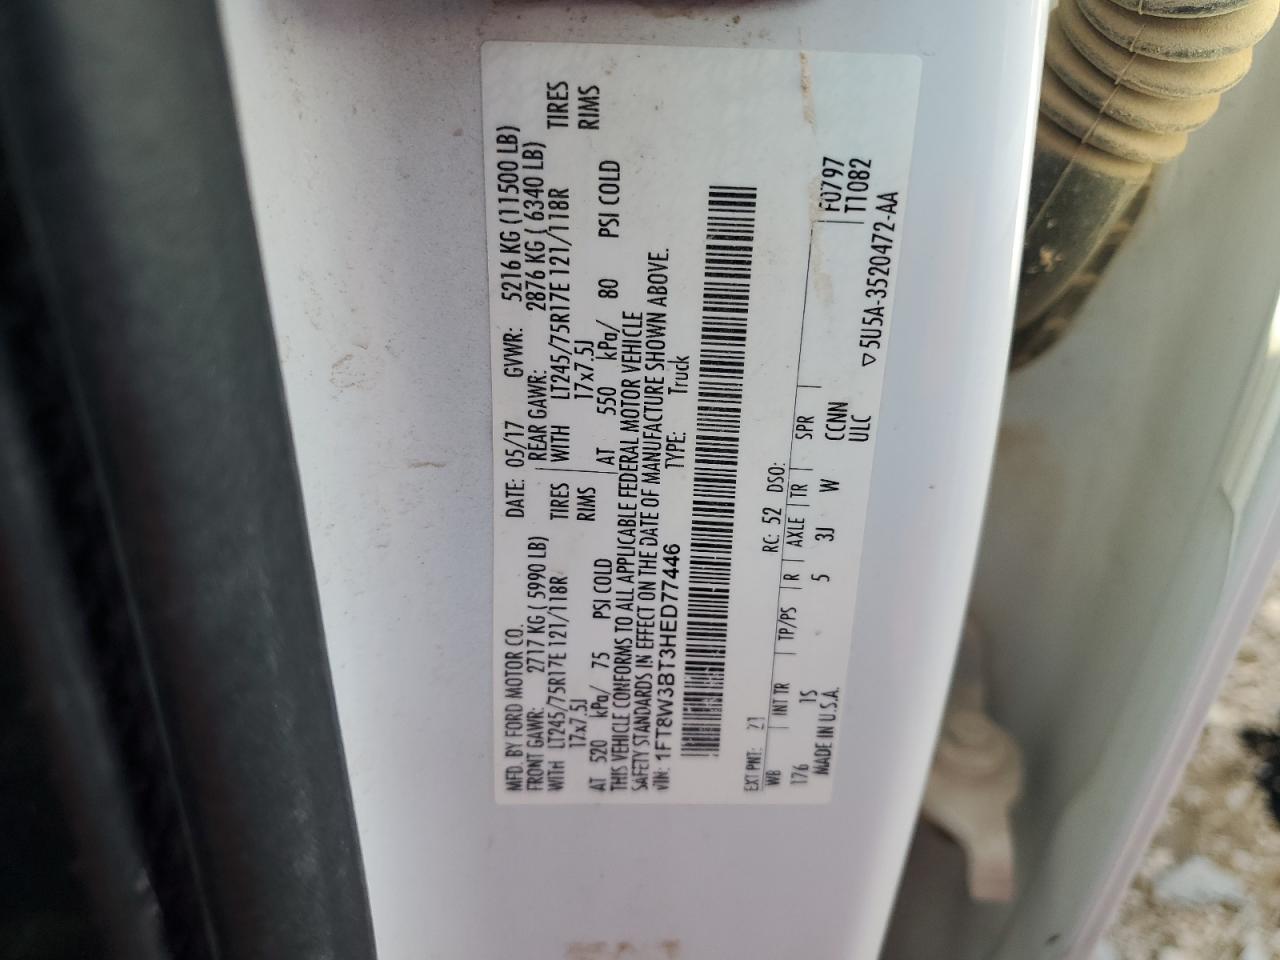 MFD. BY FORD MOTOR CO. DATE: 05/17 GVWR: 5216 KG (11500 LB)
FRONT GAWR: 2717 KG ( 5990 LB) REAR GAWR: 2876 KG ( 6340 LB)
WITH LT245/75R17E 121/118R TIRES WITH LT245/75R17E 121/118R TIRES
17x7.5J RIMS 17x7.5J RIMS
AT 520 kPa/ 75 PSI COLD AT 550 kPa/ 80 PSI COLD
THIS VEHICLE CONFORMS TO ALL APPLICABLE FEDERAL MOTOR VEHICLE
SAFETY STANDARDS IN EFFECT ON THE DATE OF MANUFACTURE SHOWN ABOVE.
VIN: 1FT8W3BT3HED77446 TYPE: Truck
EXT PNT: Z1 RC: 52 DSO:
WB INT TR TP/PS R AXLE TR SPR F0797
176 1S 5 3J W CCNN T1082
MADE IN U.S.A. ULC
▽5U5A-3520472-AA